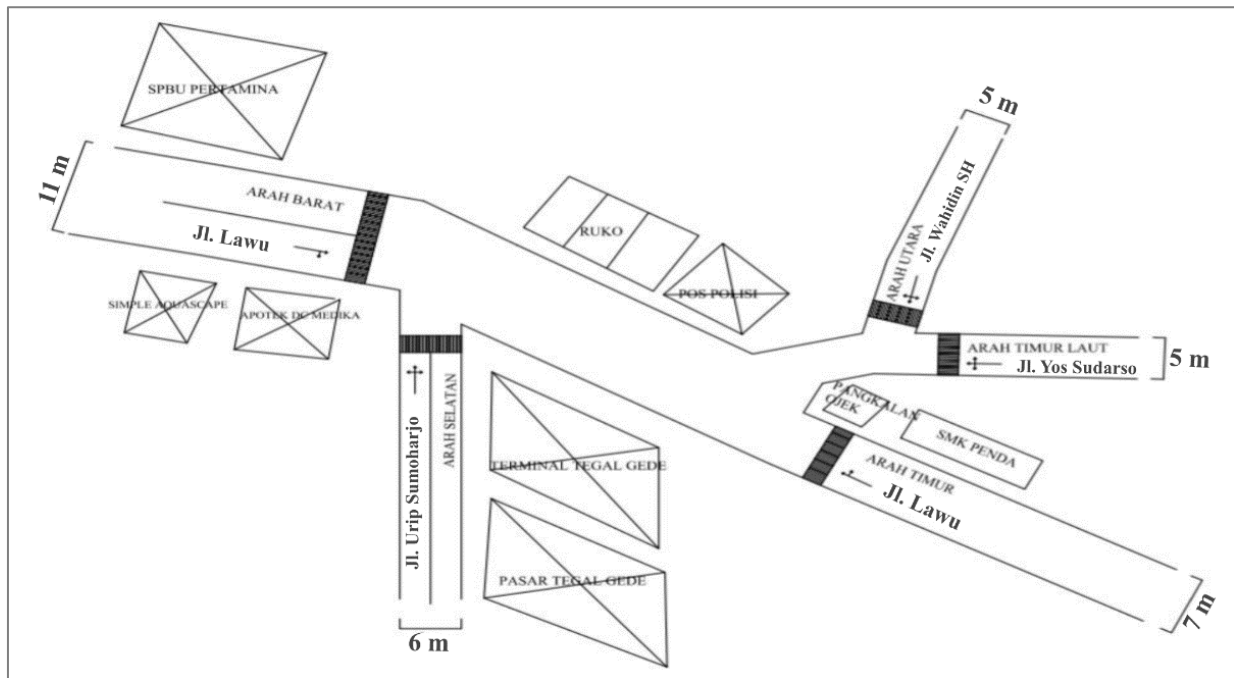 SPBU PERTAMINA
11 m
ARAH BARAT
Jl. Lawu
SIMPLE AQUASCAPE
APOTEK DC MEDIKA
RUKO
POS POLISI
5 m
ARAH UTARA
Jl. Wahidin SH
ARAH TIMUR LAUT
Jl. Yos Sudarso
5 m
PANGKALAN
OJEK
SMK PENDA
ARAH TIMUR
Jl. Lawu
7 m
Jl. Urip Sumoharjo
ARAH SELATAN
6 m
TERMINAL TEGAL GEDE
PASAR TEGAL GEDE